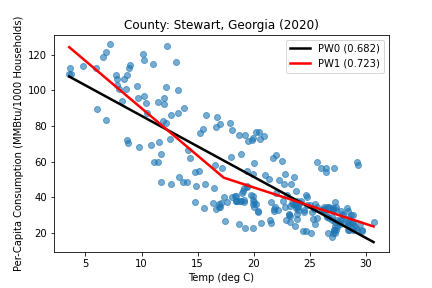 County: Stewart, Georgia (2020)
PW0 (0.682)
PW1 (0.723)
Per-Capita Consumption (MMBtu/1000 Households)
120
100
80
60
40
20
5 10 15 20 25 30
Temp (deg C)